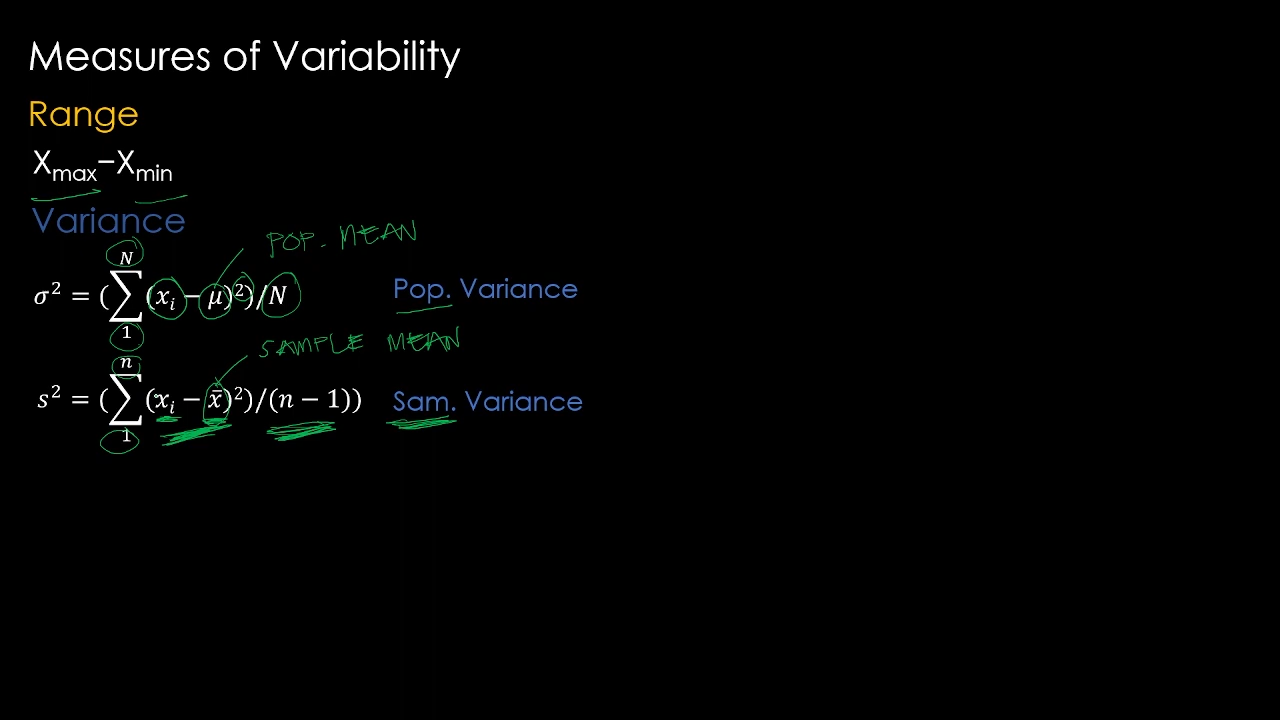 Measures of Variability
Range
Xmax−Xmin
Variance
POP. MEAN
σ² = (∑₁ᴺ(xᵢ − μ)²)/N Pop. Variance
SAMPLE MEAN
s² = (∑₁ⁿ(xᵢ − x̄)²)/(n − 1)) Sam. Variance